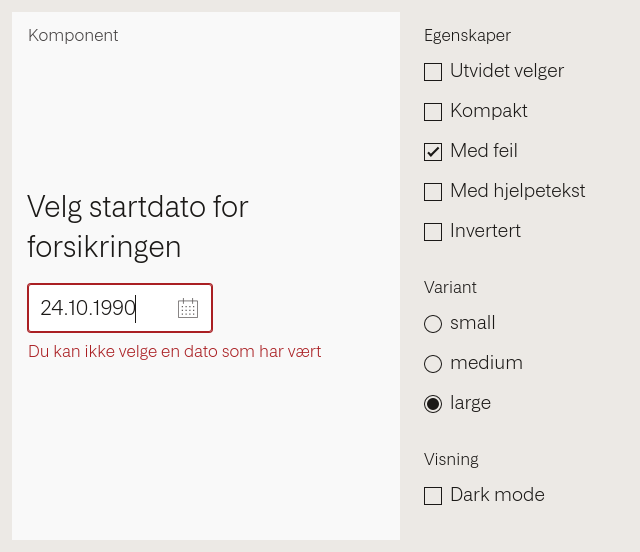 Komponent
Velg startdato for
forsikringen
24.10.1990
Du kan ikke velge en dato som har vært
Egenskaper
Utvidet velger
Kompakt
Med feil
Med hjelpetekst
Invertert
Variant
small
medium
large
Visning
Dark mode